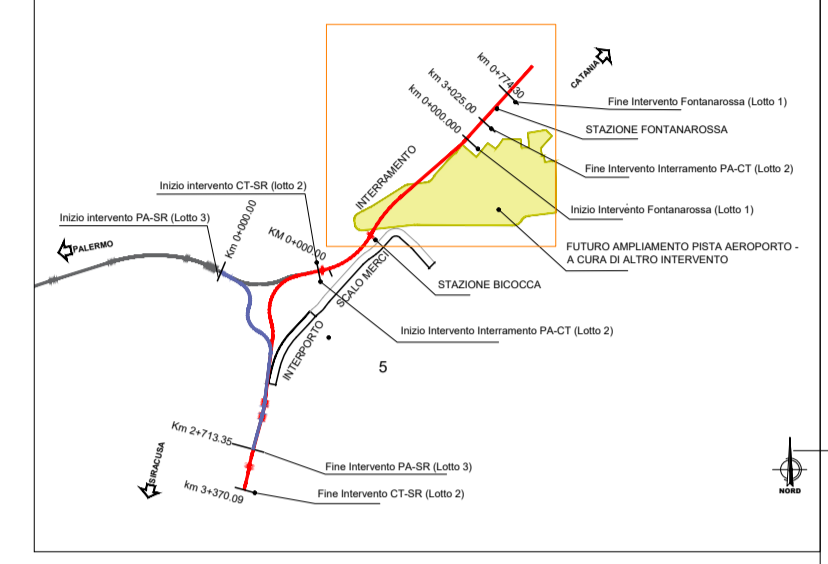 CATANIA
km 0+774.30
km 3+025.00
km 0+000.000
Fine Intervento Fontanarossa (Lotto 1)
STAZIONE FONTANAROSSA
Fine Intervento Interramento PA-CT (Lotto 2)
INTERRAMENTO
Inizio intervento CT-SR (lotto 2)
Inizio Intervento Fontanarossa (Lotto 1)
Inizio intervento PA-SR (Lotto 3)
Km 0+000.00
KM 0+000.00
PALERMO
FUTURO AMPLIAMENTO PISTA AEROPORTO -
A CURA DI ALTRO INTERVENTO
STAZIONE BICOCCA
SCALO MERCI
Inizio Intervento Interramento PA-CT (Lotto 2)
INTERPORTO
5
Km 2+713.35
SIRACUSA
Fine Intervento PA-SR (Lotto 3)
km 3+370.09
Fine Intervento CT-SR (Lotto 2)
NORD